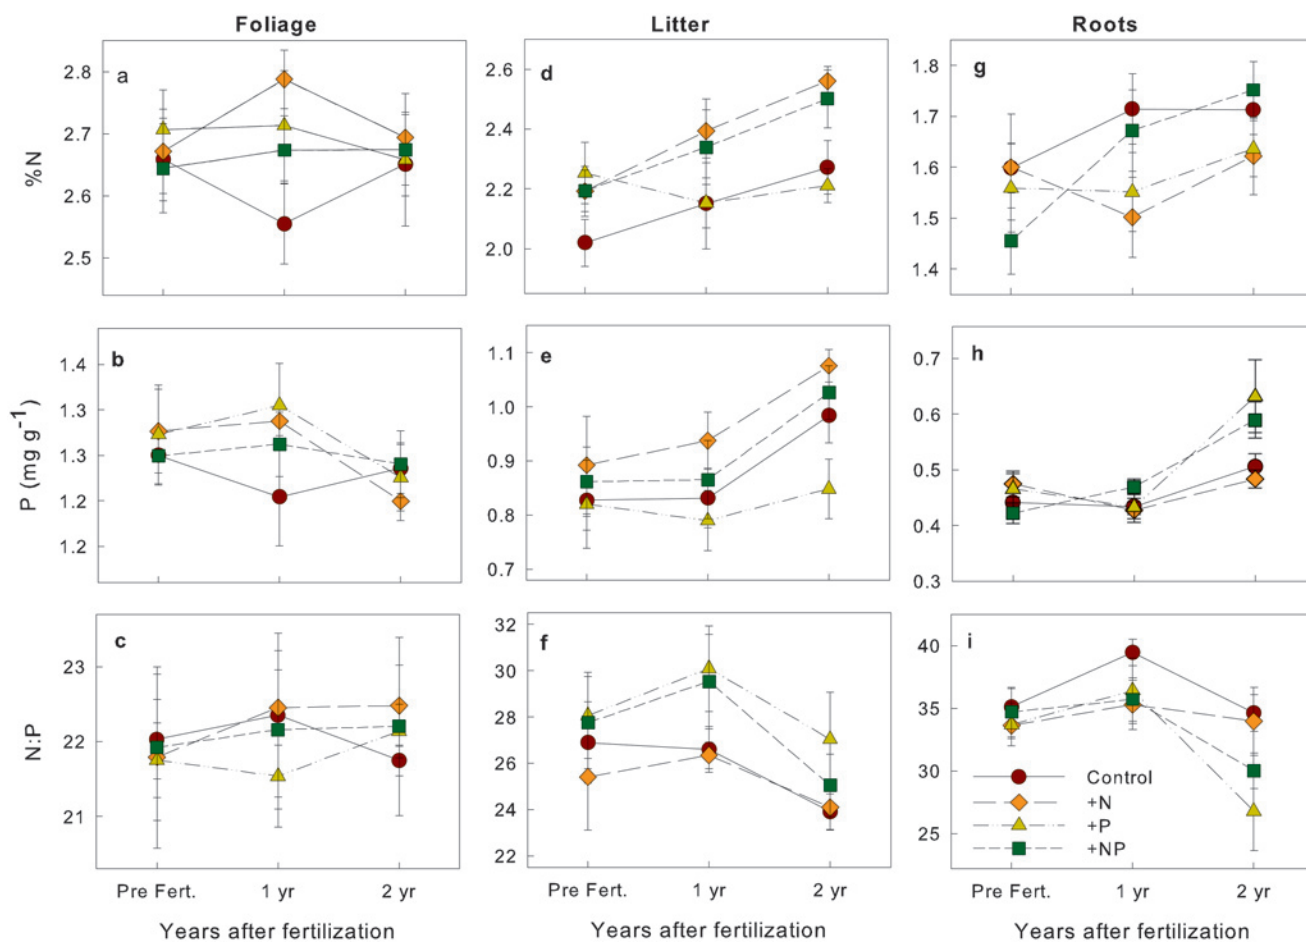 Foliage Litter Roots
a d g
2.8 2.6 1.8
2.7 2.4 1.7
%N
2.6 2.2 1.6
2.5 2.0 1.5
1.4
b e h
1.4 1.1 0.7
1.3 1.0 0.6
P (mg g⁻¹)
1.3 0.9 0.5
1.2 0.8 0.4
1.2 0.7 0.3
c f i
32
23 30 40
28 35
N:P
22 26 30
21 24 25
22
Control
+N
+P
+NP
Pre Fert. 1 yr 2 yr Pre Fert. 1 yr 2 yr Pre Fert. 1 yr 2 yr
Years after fertilization Years after fertilization Years after fertilization